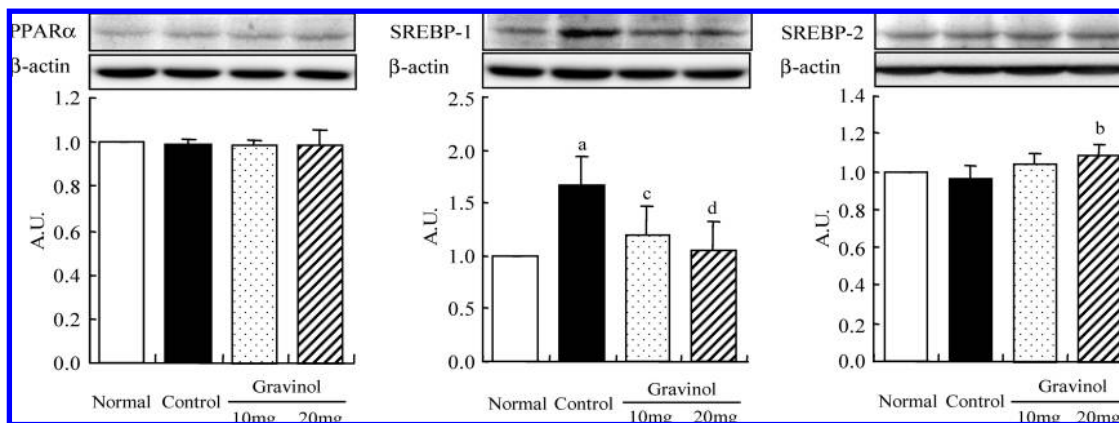 PPARα
β-actin
1.2
1.0
0.8
0.6
0.4
0.2
0.0
A.U.
Normal Control
Gravinol
10mg 20mg
SREBP-1
β-actin
2.5
2.0
1.5
1.0
0.5
0.0
A.U.
a
c
d
Normal Control
Gravinol
10mg 20mg
SREBP-2
β-actin
1.4
1.2
1.0
0.8
0.6
0.4
0.2
0.0
A.U.
b
Normal Control
Gravinol
10mg 20mg